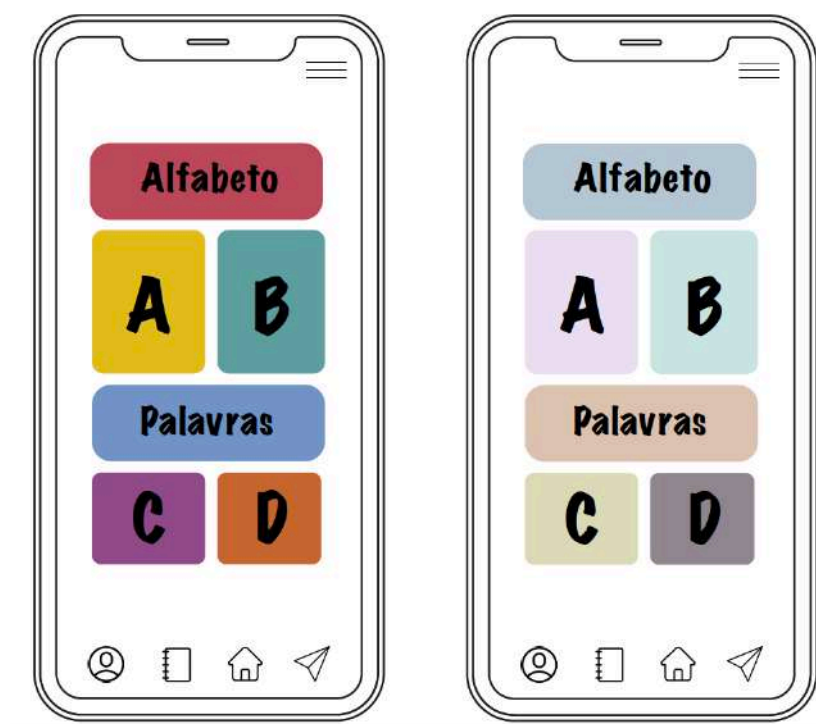 Alfabeto
A B
Palavras
C D
Alfabeto
A B
Palavras
C D